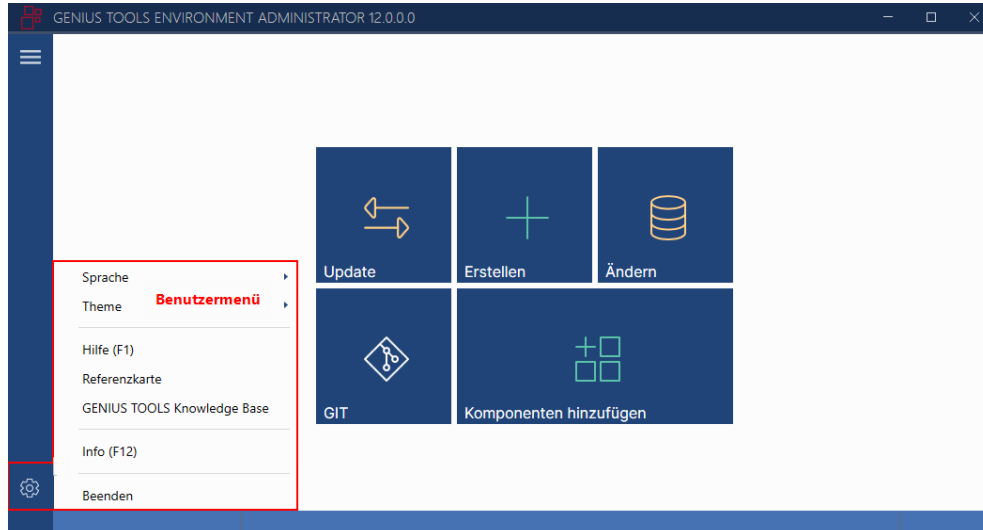 GENIUS TOOLS ENVIRONMENT ADMINISTRATOR 12.0.0.0
Update
Erstellen
Ändern
GIT
Komponenten hinzufügen
Sprache
Theme
Benutzermenü
Hilfe (F1)
Referenzkarte
GENIUS TOOLS Knowledge Base
Info (F12)
Beenden